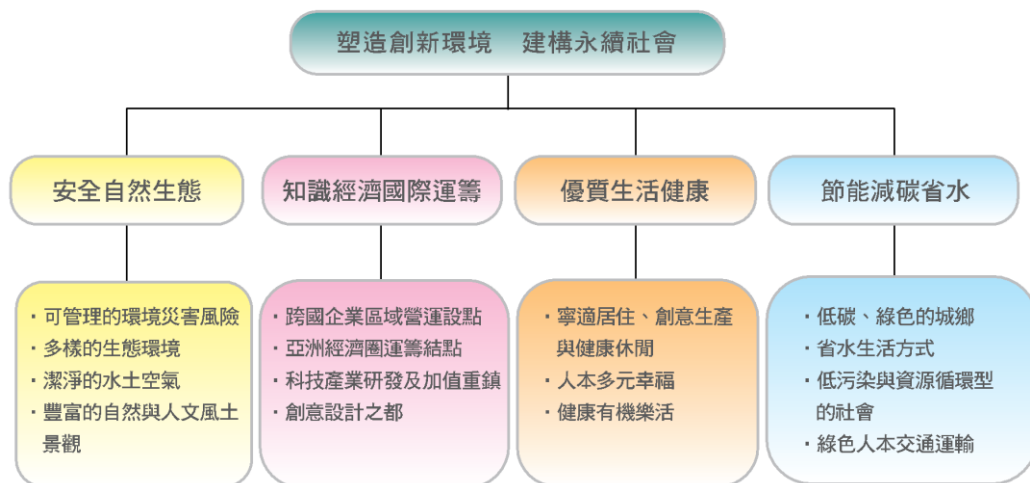 塑造創新環境　建構永續社會
安全自然生態
知識經濟國際運籌
優質生活健康
節能減碳省水
・可管理的環境災害風險
・多樣的生態環境
・潔淨的水土空氣
・豐富的自然與人文風土
景觀
・跨國企業區域營運設點
・亞洲經濟圈運籌結點
・科技產業研發及加值重鎮
・創意設計之都
・寧適居住、創意生產
與健康休閒
・人本多元幸福
・健康有機樂活
・低碳、綠色的城鄉
・省水生活方式
・低污染與資源循環型
的社會
・綠色人本交通運輸